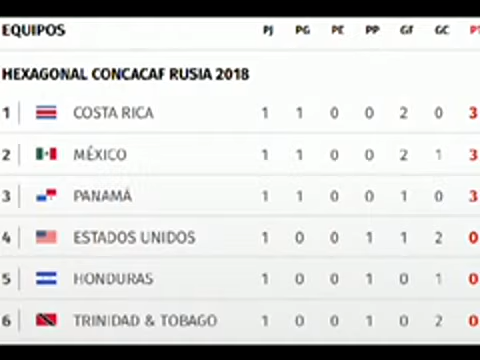 EQUIPOS PJ PG PE PP GF GC PT
HEXAGONAL CONCACAF RUSIA 2018
1 COSTA RICA 1 1 0 0 2 0 3
2 MÉXICO 1 1 0 0 2 1 3
3 PANAMÁ 1 1 0 0 1 0 3
4 ESTADOS UNIDOS 1 0 0 1 1 2 0
5 HONDURAS 1 0 0 1 0 1 0
6 TRINIDAD & TOBAGO 1 0 0 1 0 2 0